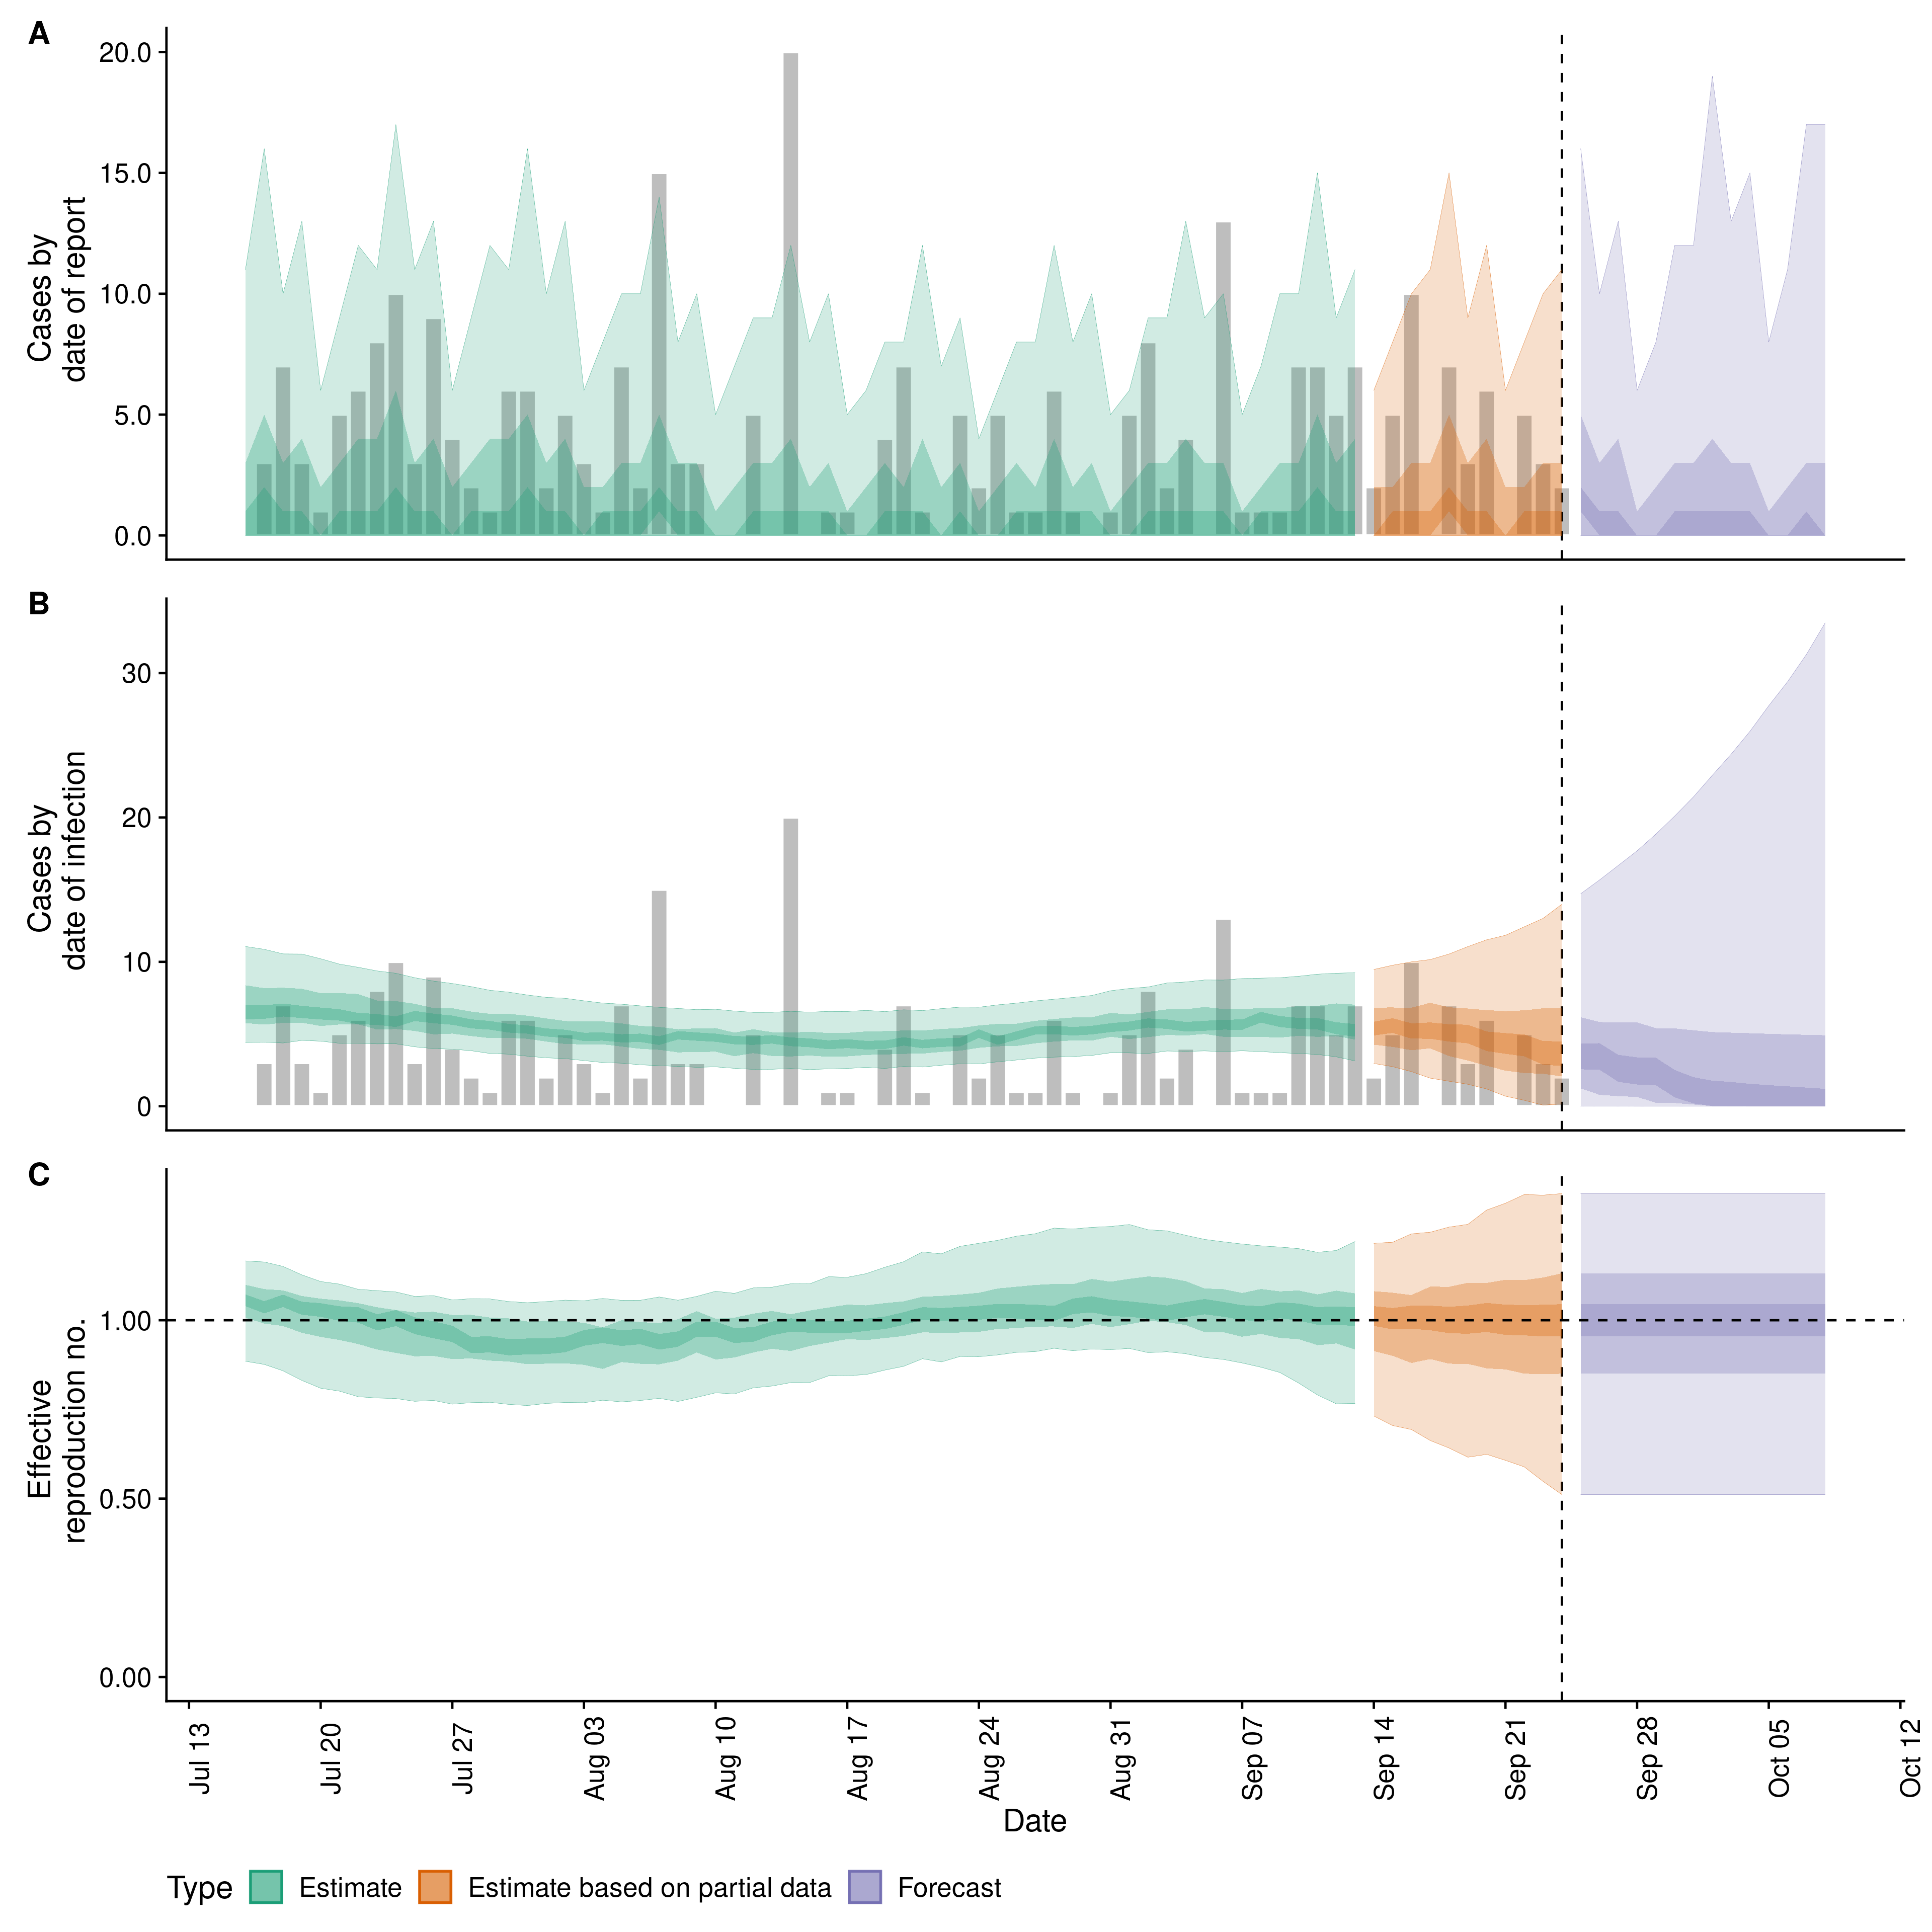 A
20.0
15.0
10.0
5.0
0.0
Cases by
date of report
B
30
20
10
0
Cases by
date of infection
C
1.00
0.50
0.00
Effective
reproduction no.
Jul 13
Jul 20
Jul 27
Aug 03
Aug 10
Aug 17
Aug 24
Aug 31
Sep 07
Sep 14
Sep 21
Sep 28
Oct 05
Oct 12
Date
Type Estimate Estimate based on partial data Forecast